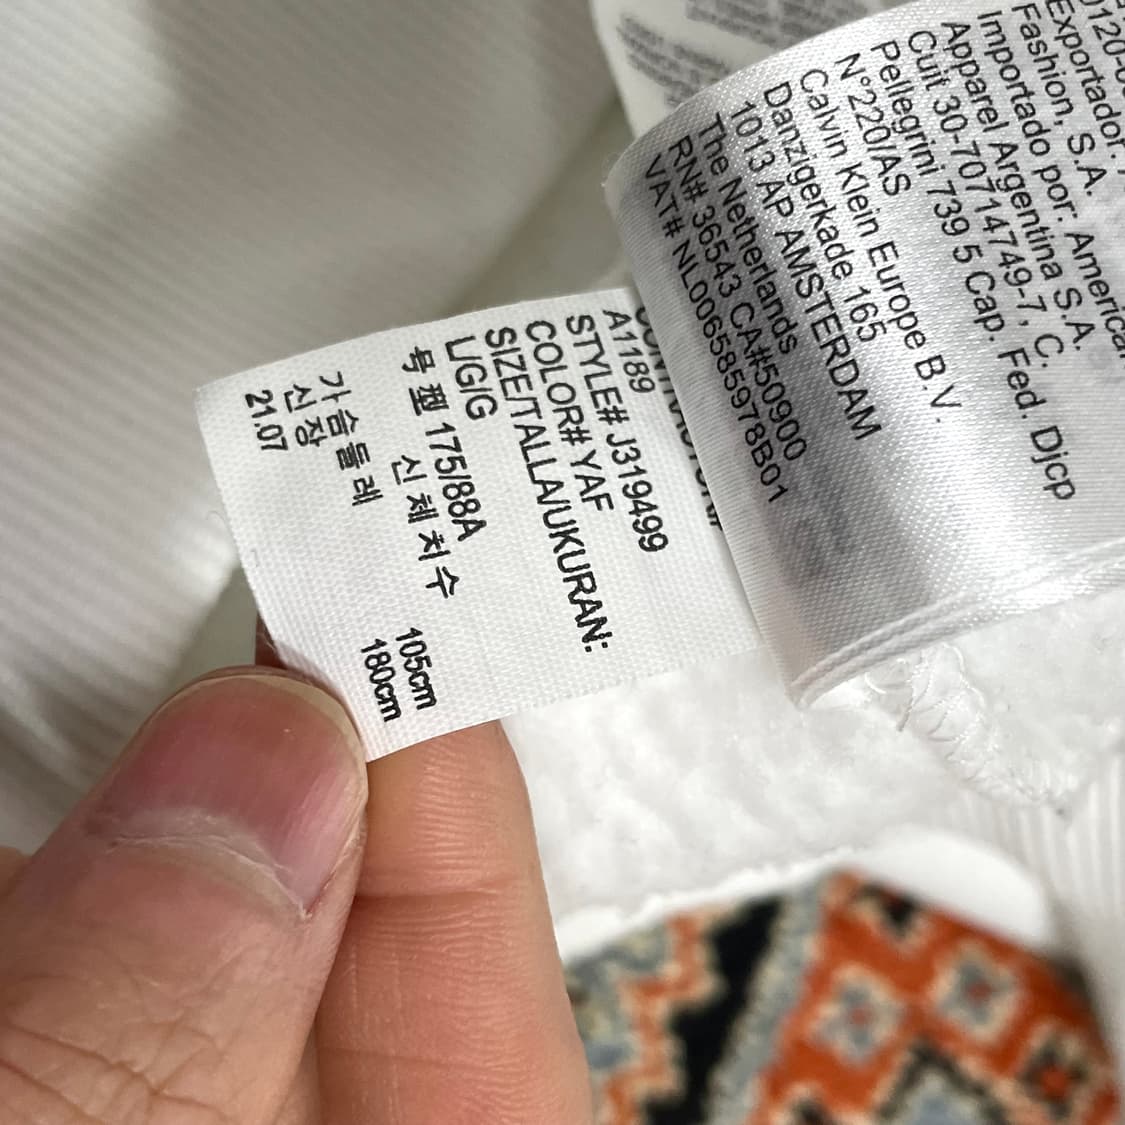 A1189
STYLE# J319499
COLOR# YAF
SIZE/TALLA/UKURAN:
L/G/G
号型 175/88A
신체치수
가슴둘레 105cm
신장 180cm
21.07
Exportador:
Fashion, S.A.
Importado por: American
Apparel Argentina S.A.
Cuit 30-70714749-7, C.
Pellegrini 739 5 Cap. Fed. Djcp
N°220/AS
Calvin Klein Europe B.V.
Danzigerkade 165
1013 AP AMSTERDAM
The Netherlands
RN# 36543 CA#50900
VAT# NL006585978B01